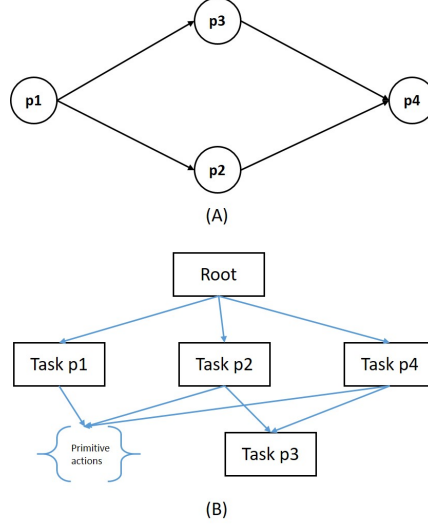 p3
p1
p4
p2
(A)
Root
Task p1
Task p2
Task p4
Primitive
actions
Task p3
(B)